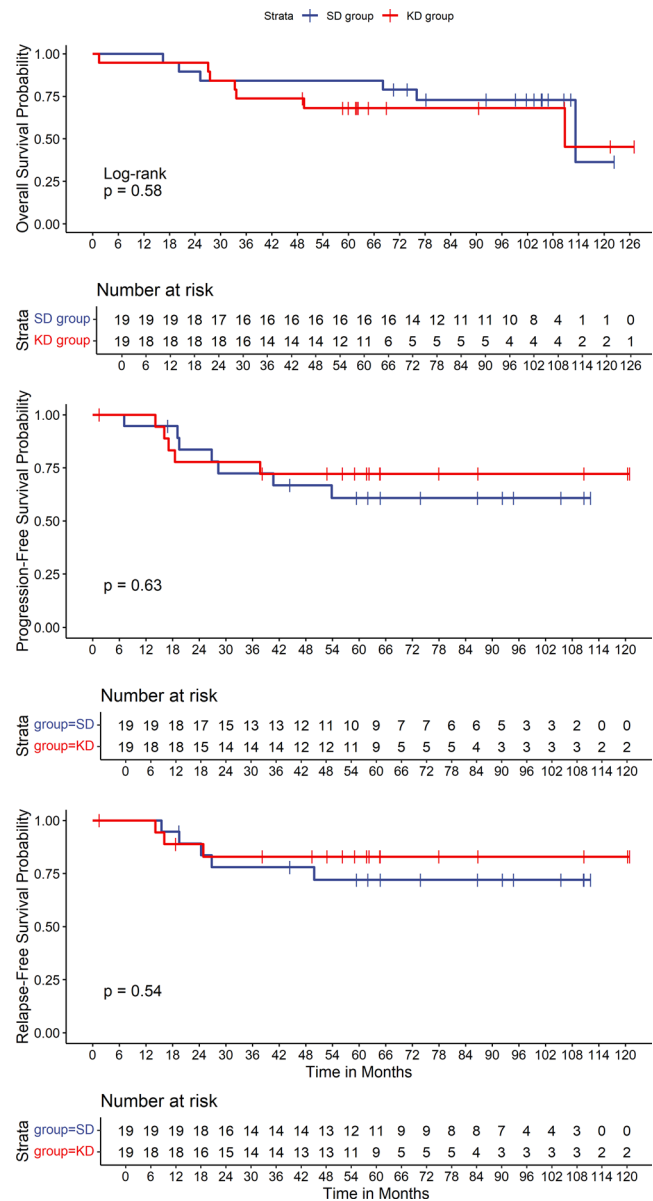 Strata SD group KD group
Overall Survival Probability
1.00
0.75
0.50
0.25
0.00
Log-rank
p = 0.58
0 6 12 18 24 30 36 42 48 54 60 66 72 78 84 90 96 102 108 114 120 126
Number at risk
Strata
SD group 19 19 19 18 17 16 16 16 16 16 16 16 14 12 11 11 10 8 4 1 1 0
KD group 19 18 18 18 18 16 14 14 14 12 11 6 5 5 5 5 4 4 4 2 2 1
0 6 12 18 24 30 36 42 48 54 60 66 72 78 84 90 96 102 108 114 120 126
Progression-Free Survival Probability
1.00
0.75
0.50
0.25
0.00
p = 0.63
0 6 12 18 24 30 36 42 48 54 60 66 72 78 84 90 96 102 108 114 120
Number at risk
Strata
group=SD 19 19 18 17 15 13 13 12 11 10 9 7 7 6 6 5 3 3 2 0 0
group=KD 19 18 18 15 14 14 14 12 12 11 9 5 5 5 4 3 3 3 3 2 2
0 6 12 18 24 30 36 42 48 54 60 66 72 78 84 90 96 102 108 114 120
Relapse-Free Survival Probability
1.00
0.75
0.50
0.25
0.00
p = 0.54
0 6 12 18 24 30 36 42 48 54 60 66 72 78 84 90 96 102 108 114 120
Time in Months
Number at risk
Strata
group=SD 19 19 19 18 16 14 14 14 13 12 11 9 9 8 8 7 4 4 3 0 0
group=KD 19 18 18 16 15 14 14 13 13 11 9 5 5 5 4 3 3 3 3 2 2
0 6 12 18 24 30 36 42 48 54 60 66 72 78 84 90 96 102 108 114 120
Time in Months